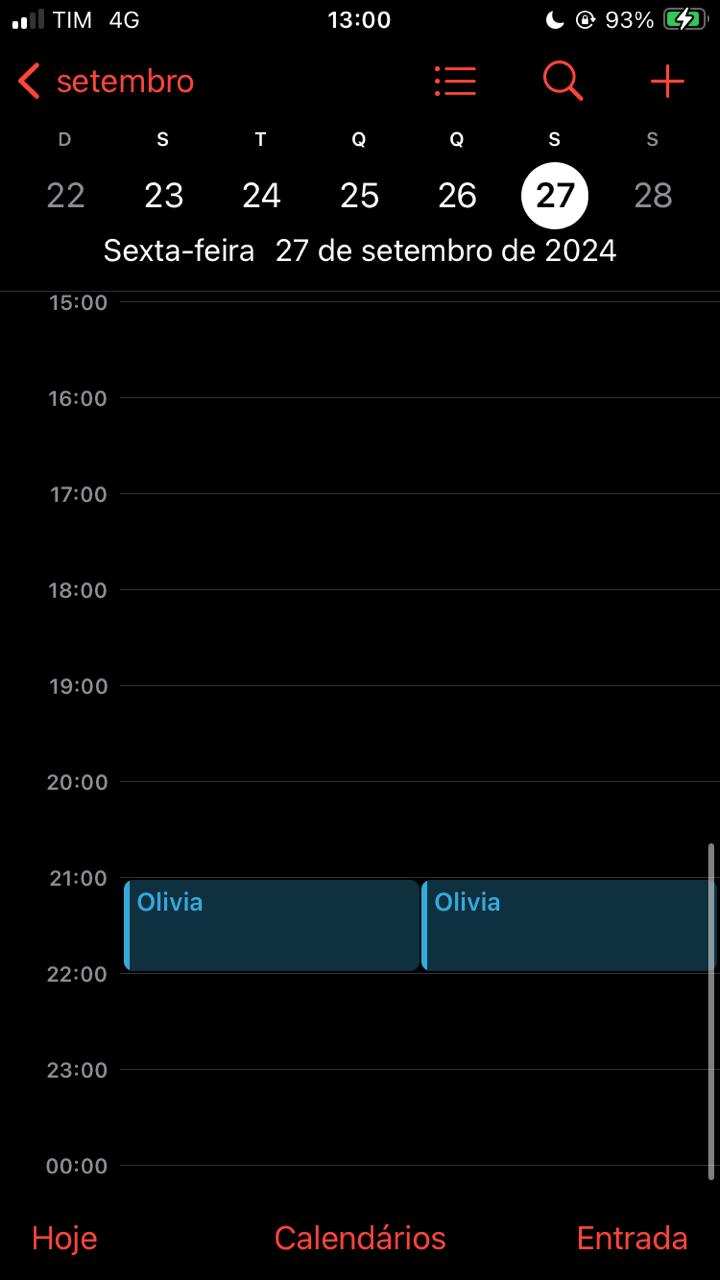 TIM 4G 13:00 93%
setembro
D S T Q Q S S
22 23 24 25 26 27 28
Sexta-feira 27 de setembro de 2024
15:00
16:00
17:00
18:00
19:00
20:00
21:00
Olivia Olivia
22:00
23:00
00:00
Hoje Calendários Entrada